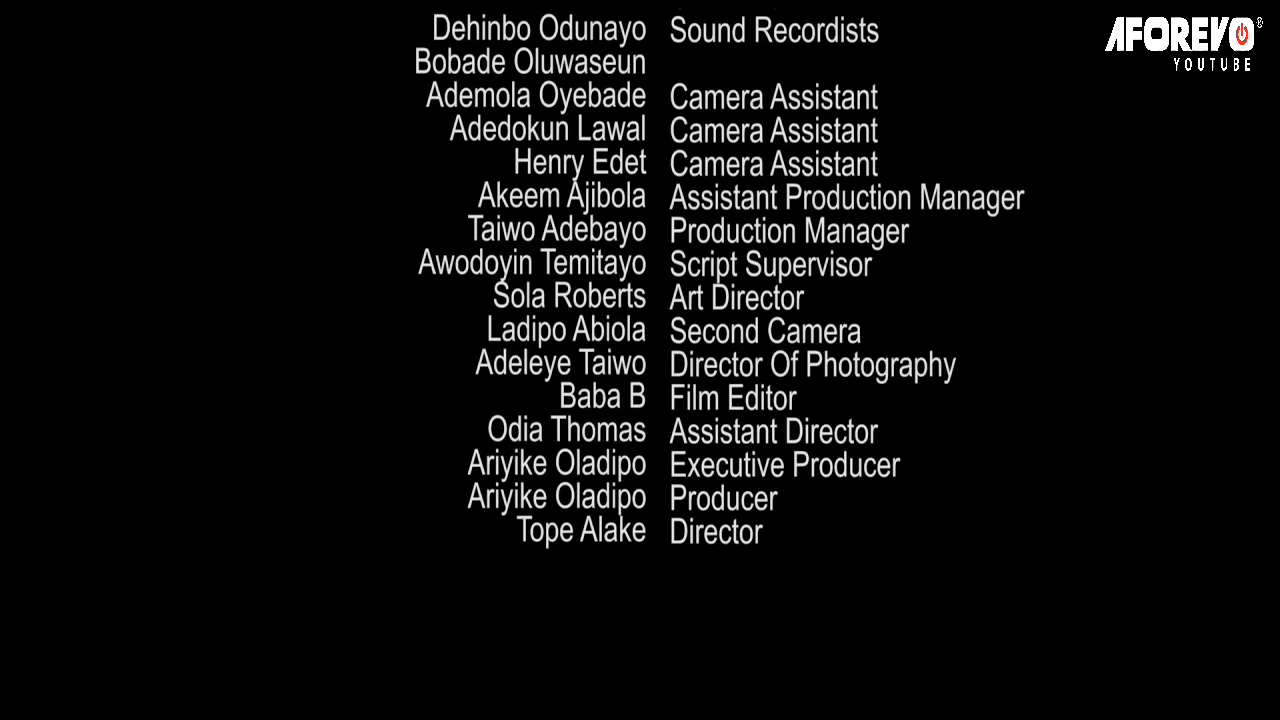 Dehinbo Odunayo Sound Recordists
Bobade Oluwaseun
Ademola Oyebade Camera Assistant
Adedokun Lawal Camera Assistant
Henry Edet Camera Assistant
Akeem Ajibola Assistant Production Manager
Taiwo Adebayo Production Manager
Awodoyin Temitayo Script Supervisor
Sola Roberts Art Director
Ladipo Abiola Second Camera
Adeleye Taiwo Director Of Photography
Baba B Film Editor
Odia Thomas Assistant Director
Ariyike Oladipo Executive Producer
Ariyike Oladipo Producer
Tope Alake Director
AFOREVO®
YOUTUBE